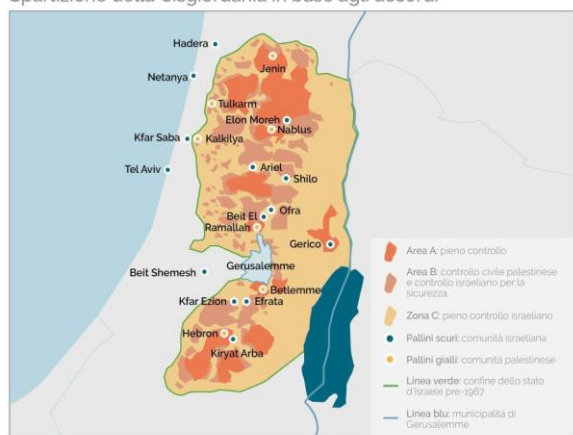 Spartizione della Cisgiordania in base agli accordi
Hadera
Jenin
Netanya
Tulkarm
Elon Moreh
Nablus
Kfar Saba
Kalkilya
Tel Aviv
Ariel
Shilo
Ofra
Beit El
Ramallah
Gerico
Gerusalemme
Beit Shemesh
Betlemme
Kfar Ezion
Efrata
Hebron
Kiryat Arba
Area A: pieno controllo
Area B: controllo civile palestinese
e controllo israeliano per la
sicurezza.
Zona C: pieno controllo israeliano
Pallini scuri: comunità israeliana
Pallini gialli: comunità palestinese
Linea verde: confine dello stato
d'Israele pre-1967
Linea blu: municipalità di
Gerusalemme